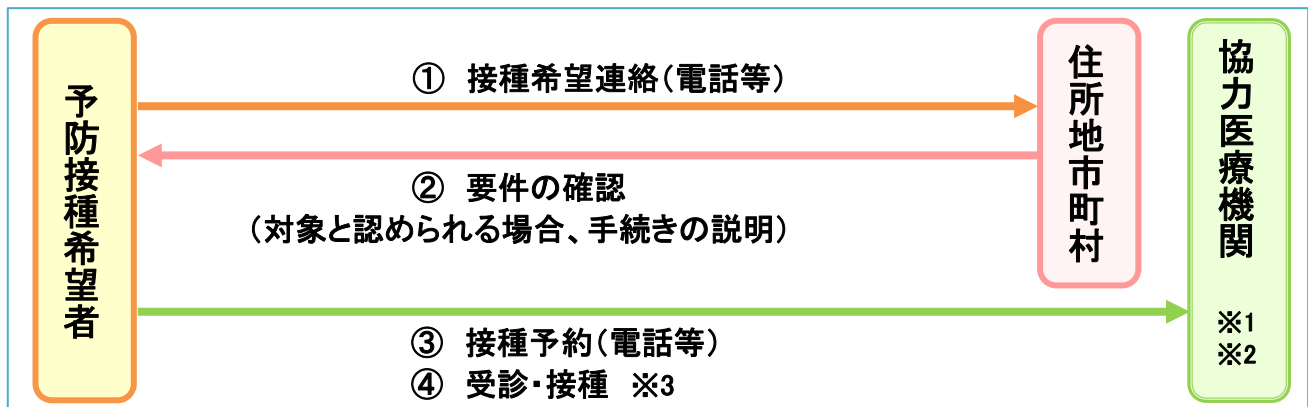 予防接種希望者
① 接種希望連絡(電話等)
② 要件の確認
(対象と認められる場合、手続きの説明)
③ 接種予約(電話等)
④ 受診・接種 ※3
住所地市町村
協力医療機関
※1
※2